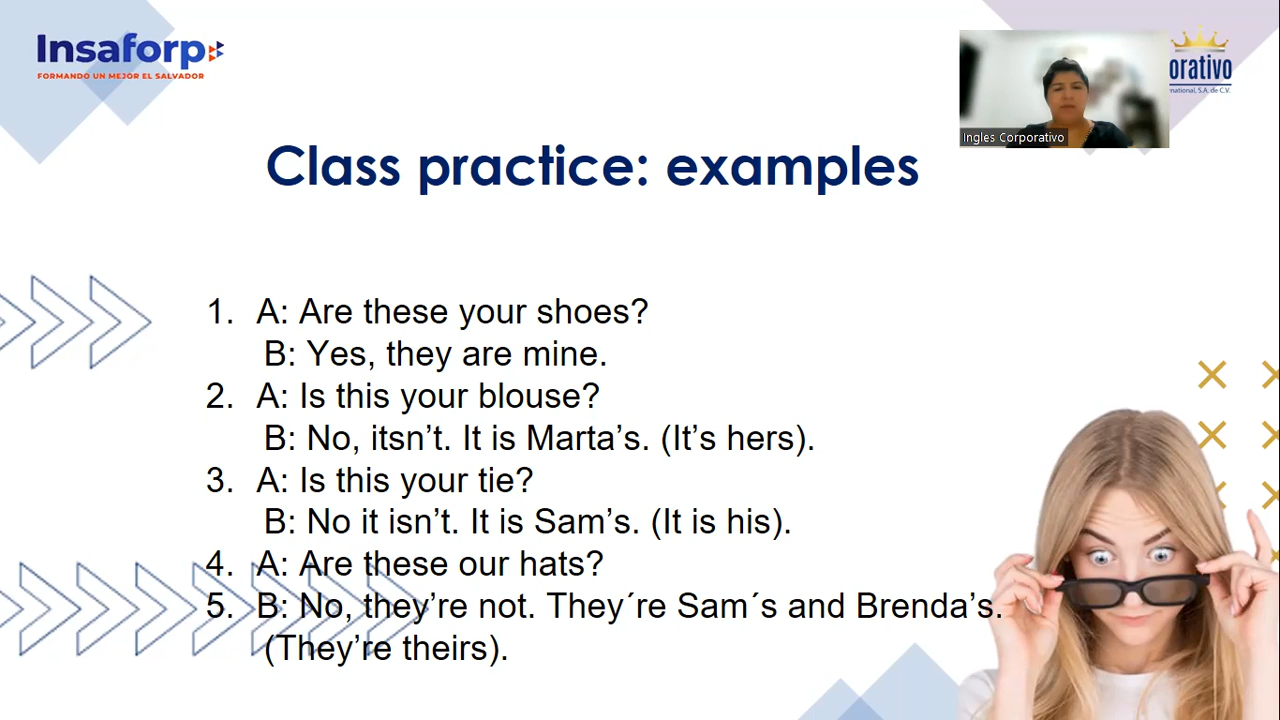 Insaforp
FORMANDO UN MEJOR EL SALVADOR
orativo
rnational, S.A. de C.V.
Ingles Corporativo
Class practice: examples
1. A: Are these your shoes?
B: Yes, they are mine.
2. A: Is this your blouse?
B: No, itsn’t. It is Marta’s. (It’s hers).
3. A: Is this your tie?
B: No it isn’t. It is Sam’s. (It is his).
4. A: Are these our hats?
5. B: No, they’re not. They´re Sam´s and Brenda’s.
(They’re theirs).